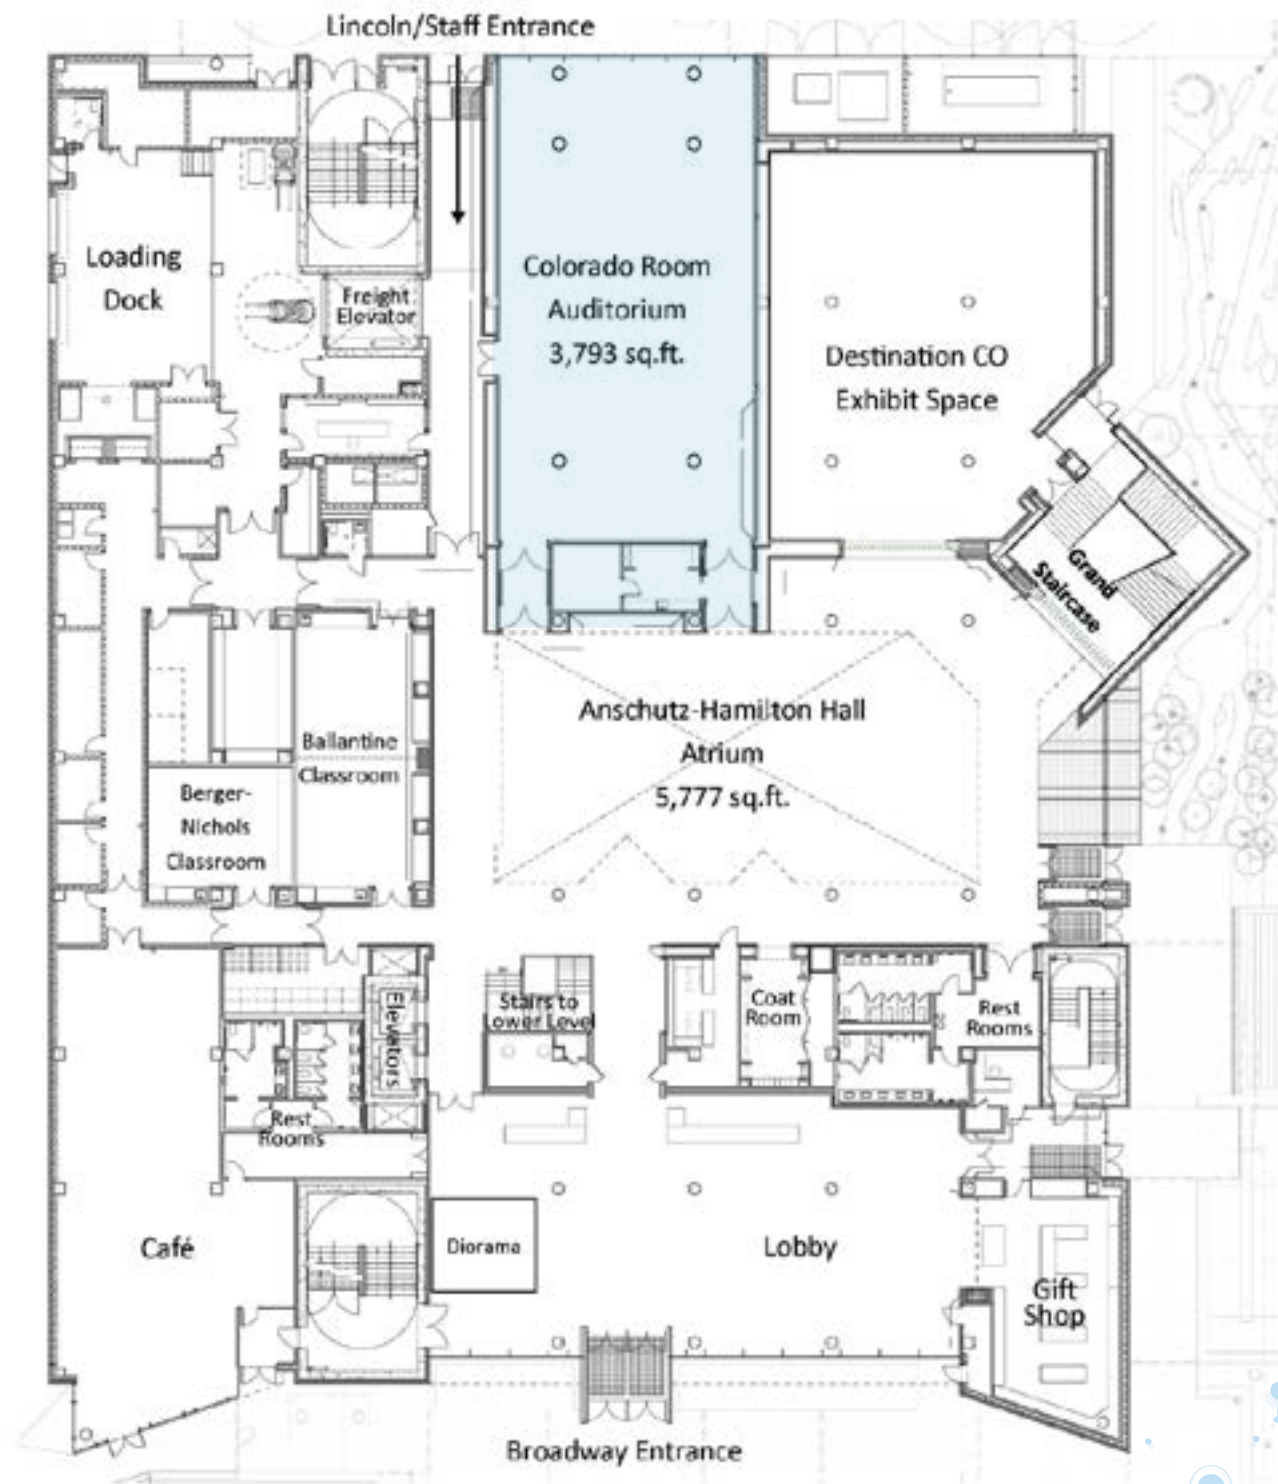 Lincoln/Staff Entrance
Loading
Dock
Freight
Elevator
Colorado Room
Auditorium
3,793 sq.ft.
Destination CO
Exhibit Space
Grand
Staircase
Anschutz-Hamilton Hall
Atrium
5,777 sq.ft.
Ballantine
Classroom
Berger-
Nichols
Classroom
Elevators
Stairs to
Lower Level
Coat
Room
Rest
Rooms
Rest
Rooms
Café
Diorama
Lobby
Gift
Shop
Broadway Entrance